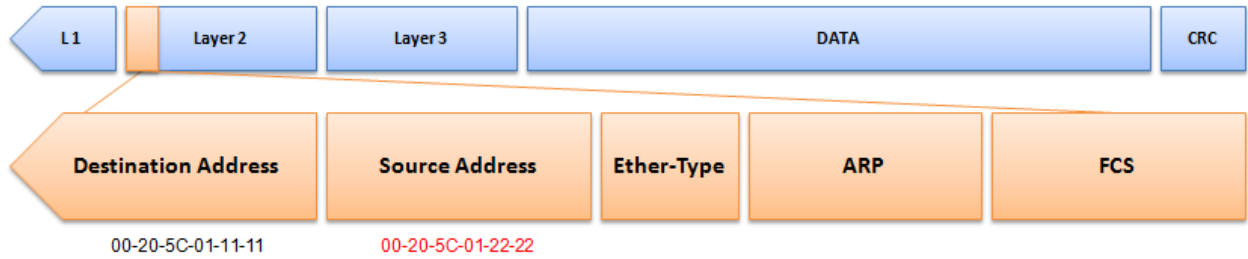 L 1 Layer 2 Layer 3 DATA CRC
Destination Address Source Address Ether-Type ARP FCS
00-20-5C-01-11-11 00-20-5C-01-22-22